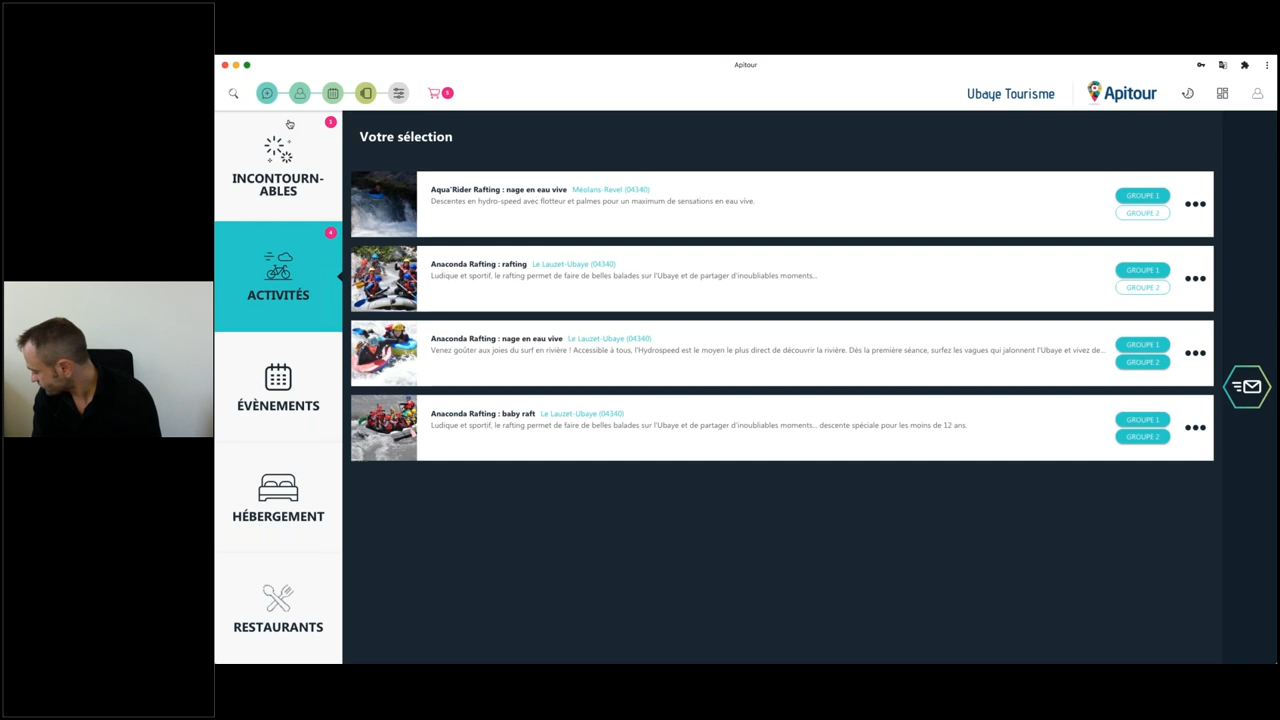 Apitour
5
Ubaye Tourisme
Apitour
1
INCONTOURN-
ABLES
4
ACTIVITÉS
ÉVÈNEMENTS
HÉBERGEMENT
RESTAURANTS
Votre sélection
Aqua'Rider Rafting : nage en eau vive Méolans-Revel (04340)
Descentes en hydro-speed avec flotteur et palmes pour un maximum de sensations en eau vive.
GROUPE 1
GROUPE 2
Anaconda Rafting : rafting Le Lauzet-Ubaye (04340)
Ludique et sportif, le rafting permet de faire de belles balades sur l'Ubaye et de partager d'inoubliables moments...
GROUPE 1
GROUPE 2
Anaconda Rafting : nage en eau vive Le Lauzet-Ubaye (04340)
Venez goûter aux joies du surf en rivière ! Accessible à tous, l'Hydrospeed est le moyen le plus direct de découvrir la rivière. Dès la première séance, surfez les vagues qui jalonnent l'Ubaye et vivez de...
GROUPE 1
GROUPE 2
Anaconda Rafting : baby raft Le Lauzet-Ubaye (04340)
Ludique et sportif, le rafting permet de faire de belles balades sur l'Ubaye et de partager d'inoubliables moments... descente spéciale pour les moins de 12 ans.
GROUPE 1
GROUPE 2